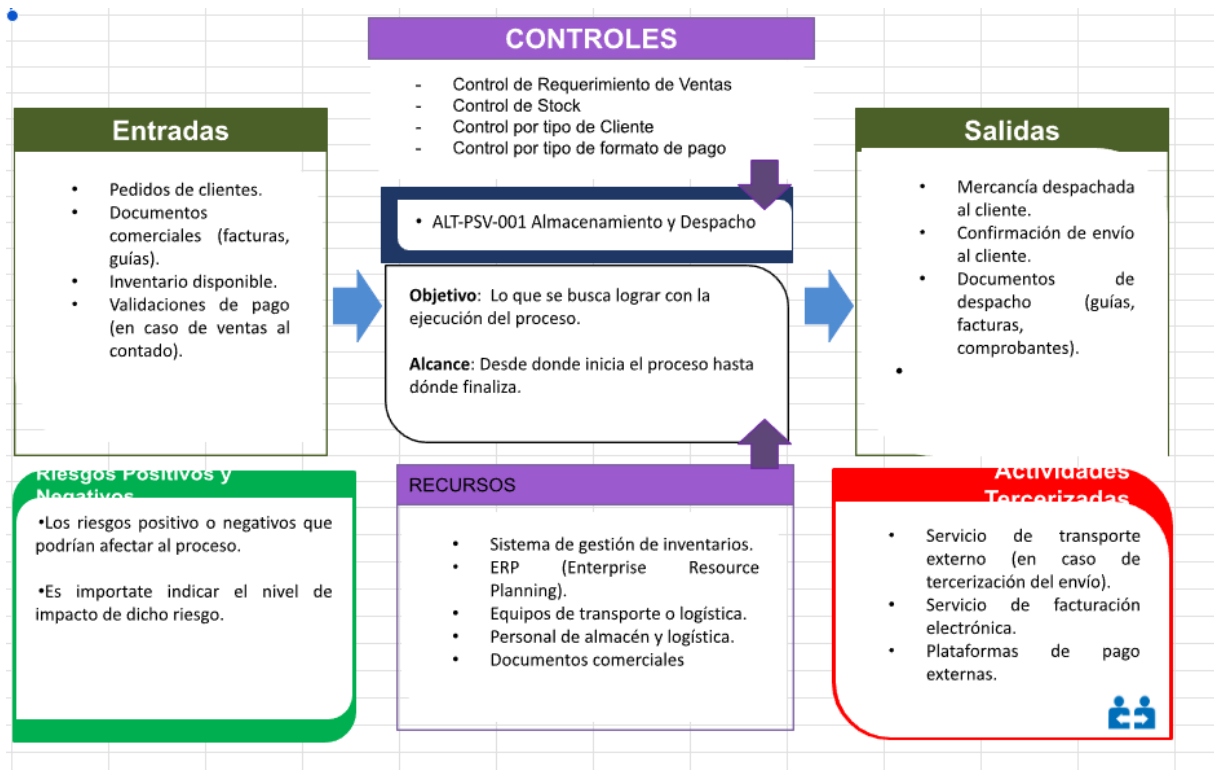 CONTROLES
- Control de Requerimiento de Ventas
- Control de Stock
- Control por tipo de Cliente
- Control por tipo de formato de pago
Entradas
• Pedidos de clientes.
• Documentos
comerciales (facturas,
guías).
• Inventario disponible.
• Validaciones de pago
(en caso de ventas al
contado).
• ALT-PSV-001 Almacenamiento y Despacho
Objetivo: Lo que se busca lograr con la
ejecución del proceso.
Alcance: Desde donde inicia el proceso hasta
dónde finaliza.
Salidas
• Mercancía despachada
al cliente.
• Confirmación de envío
al cliente.
• Documentos de
despacho (guías,
facturas,
comprobantes).
•
Riesgos Positivos y
Negativos
•Los riesgos positivo o negativos que
podrían afectar al proceso.
•Es importate indicar el nivel de
impacto de dicho riesgo.
RECURSOS
• Sistema de gestión de inventarios.
• ERP (Enterprise Resource
Planning).
• Equipos de transporte o logística.
• Personal de almacén y logística.
• Documentos comerciales
Actividades
Tercerizadas
• Servicio de transporte
externo (en caso de
tercerización del envío).
• Servicio de facturación
electrónica.
• Plataformas de pago
externas.